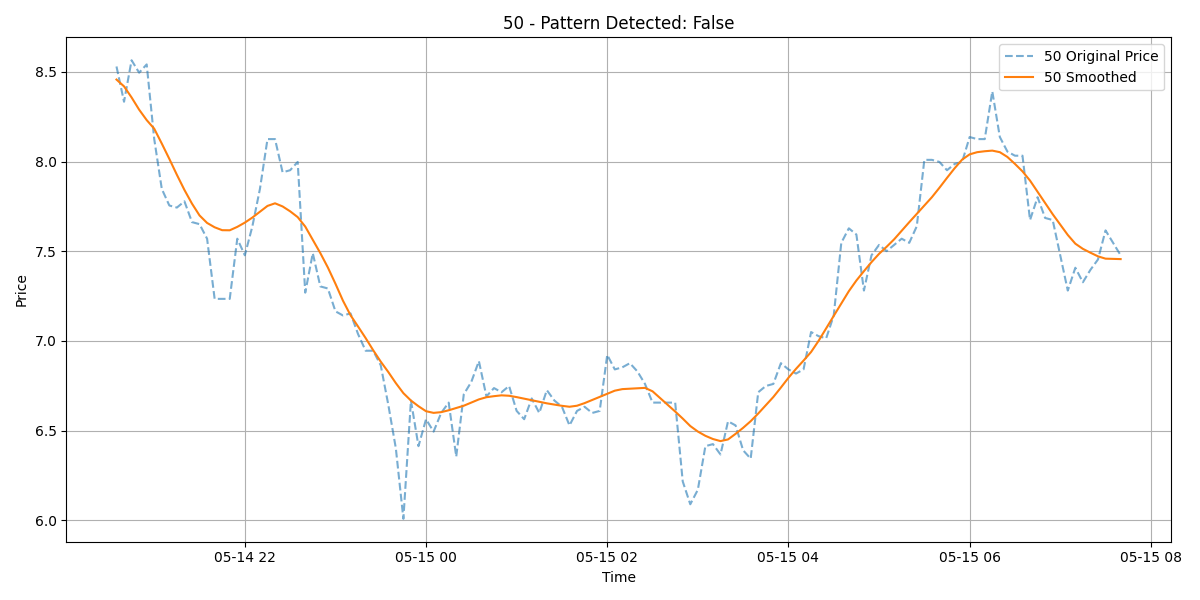 50 - Pattern Detected: False
50 Original Price
50 Smoothed
8.5
8.0
7.5
7.0
6.5
6.0
Price
05-14 22
05-15 00
05-15 02
05-15 04
05-15 06
05-15 08
Time